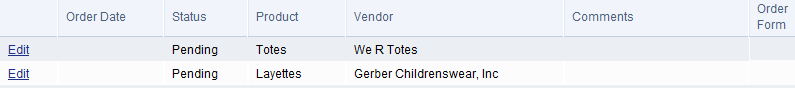 Order Date Status Product Vendor Comments Order Form
Edit Pending Totes We R Totes
Edit Pending Layettes Gerber Childrenswear, Inc